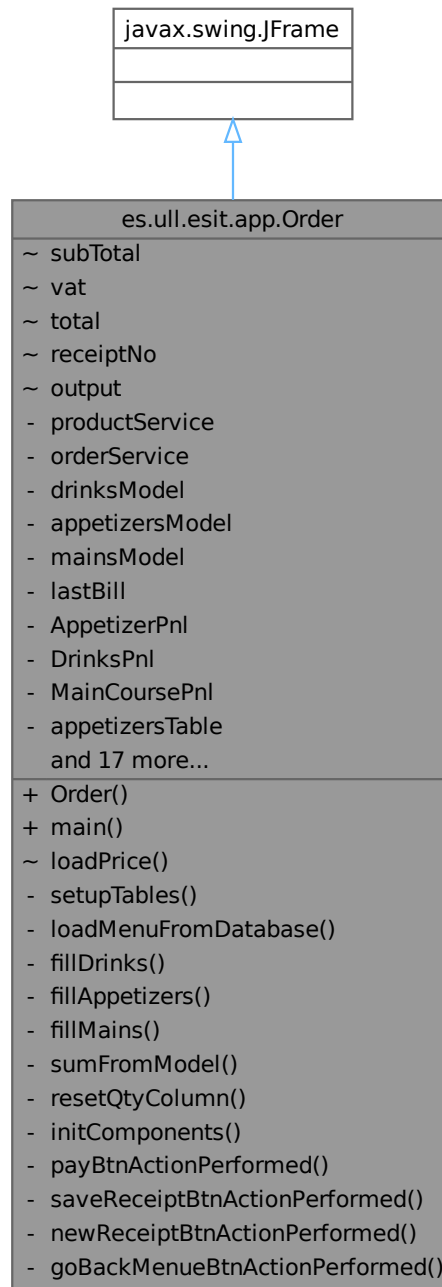 javax.swing.JFrame
es.ull.esit.app.Order
~ subTotal
~ vat
~ total
~ receiptNo
~ output
- productService
- orderService
- drinksModel
- appetizersModel
- mainsModel
- lastBill
- AppetizerPnl
- DrinksPnl
- MainCoursePnl
- appetizersTable
and 17 more...
+ Order()
+ main()
~ loadPrice()
- setupTables()
- loadMenuFromDatabase()
- fillDrinks()
- fillAppetizers()
- fillMains()
- sumFromModel()
- resetQtyColumn()
- initComponents()
- payBtnActionPerformed()
- saveReceiptBtnActionPerformed()
- newReceiptBtnActionPerformed()
- goBackMenueBtnActionPerformed()